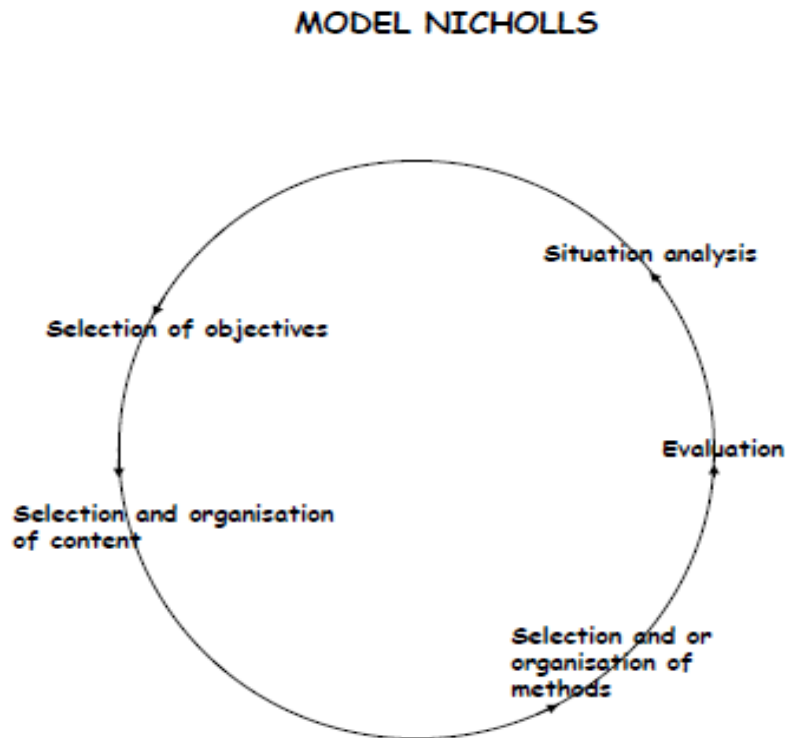 MODEL NICHOLLS
Situation analysis
Selection of objectives
Evaluation
Selection and organisation
of content
Selection and or
organisation of
methods